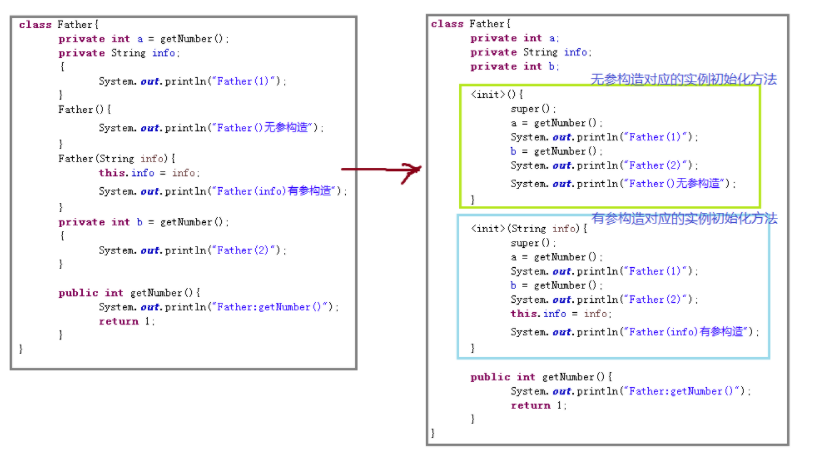 class Father{
private int a = getNumber();
private String info;
{
System.out.println("Father(1)");
}
Father(){
System.out.println("Father()无参构造");
}
Father(String info){
this.info = info;
System.out.println("Father(info)有参构造");
}
private int b = getNumber();
{
System.out.println("Father(2)");
}
public int getNumber(){
System.out.println("Father:getNumber()");
return 1;
}
}
class Father{
private int a;
private String info;
private int b;
无参构造对应的实例初始化方法
<init>(){
super();
a = getNumber();
System.out.println("Father(1)");
b = getNumber();
System.out.println("Father(2)");
System.out.println("Father()无参构造");
}
有参构造对应的实例初始化方法
<init>(String info){
super();
a = getNumber();
System.out.println("Father(1)");
b = getNumber();
System.out.println("Father(2)");
this.info = info;
System.out.println("Father(info)有参构造");
}
public int getNumber(){
System.out.println("Father:getNumber()");
return 1;
}
}